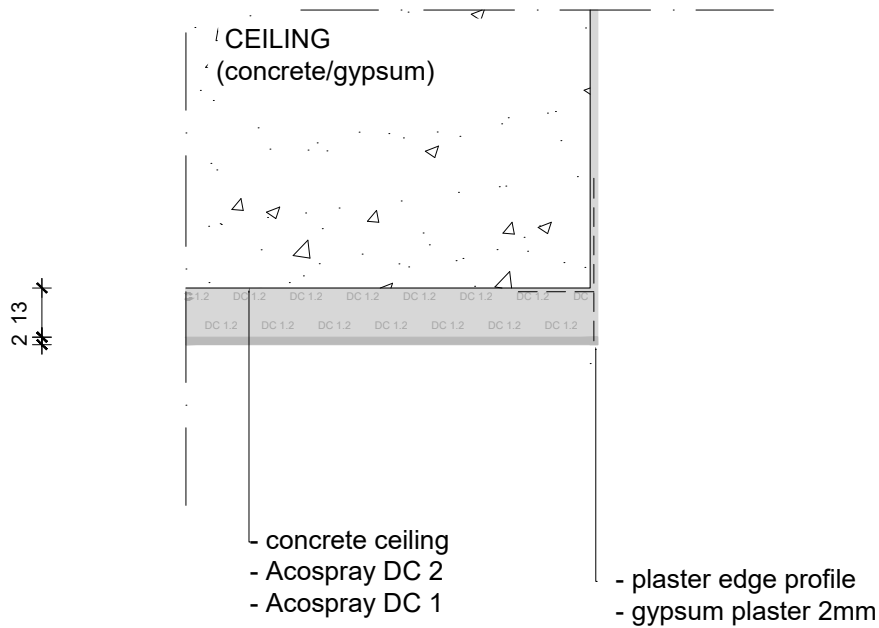 CEILING
(concrete/gypsum)
DC 1.2 DC 1.2 DC 1.2 DC 1.2 DC 1.2 DC 1.2 DC 1.2 DC
DC 1.2 DC 1.2 DC 1.2 DC 1.2 DC 1.2 DC 1.2 DC 1.2
2 13
- concrete ceiling
- Acospray DC 2
- Acospray DC 1
- plaster edge profile
- gypsum plaster 2mm